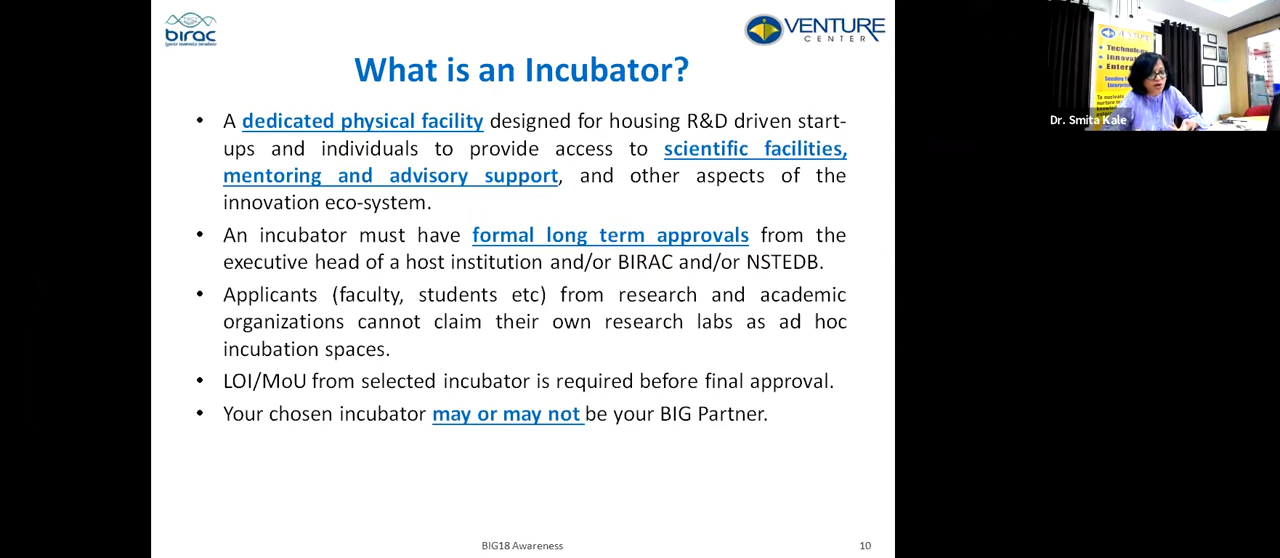 birac
VENTURE
CENTER
What is an Incubator?
• A dedicated physical facility designed for housing R&D driven start-
ups and individuals to provide access to scientific facilities,
mentoring and advisory support, and other aspects of the
innovation eco-system.
• An incubator must have formal long term approvals from the
executive head of a host institution and/or BIRAC and/or NSTEDB.
• Applicants (faculty, students etc) from research and academic
organizations cannot claim their own research labs as ad hoc
incubation spaces.
• LOI/MoU from selected incubator is required before final approval.
• Your chosen incubator may or may not be your BIG Partner.
BIG18 Awareness
10
Dr. Smita Kale